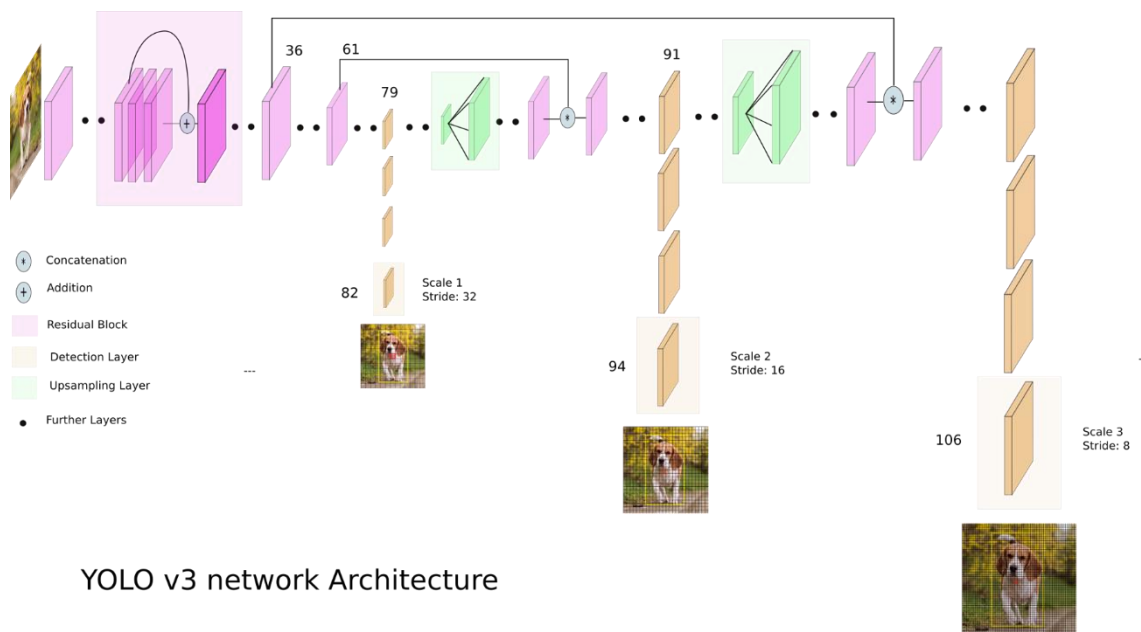 36
61
91
79
*
*
+
* Concatenation
+ Addition
Residual Block
Detection Layer
Upsampling Layer
Further Layers
---
82
Scale 1
Stride: 32
94
Scale 2
Stride: 16
106
Scale 3
Stride: 8
YOLO v3 network Architecture